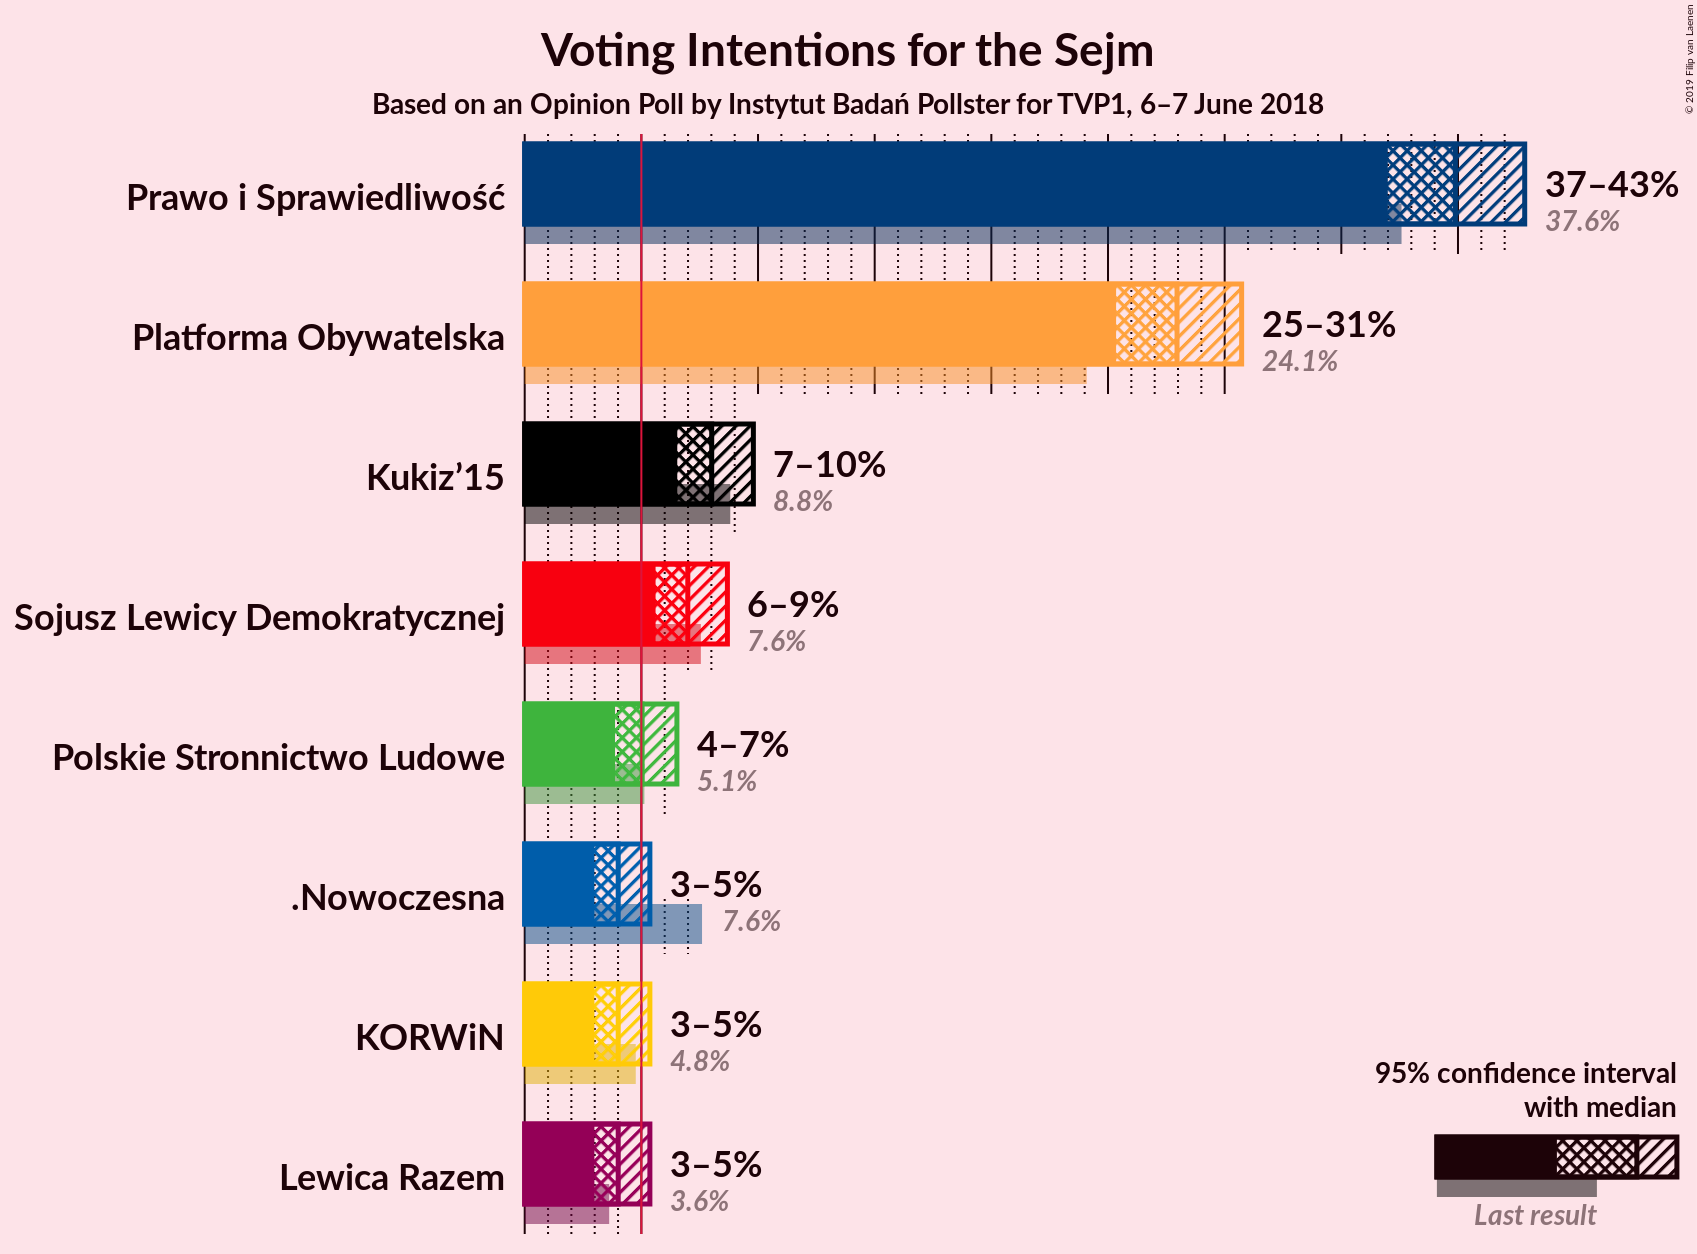 Voting Intentions for the Sejm
Based on an Opinion Poll by Instytut Badań Pollster for TVP1, 6–7 June 2018
© 2019 Filip van Laenen
Prawo i Sprawiedliwość
37–43%
37.6%
Platforma Obywatelska
25–31%
24.1%
Kukiz’15
7–10%
8.8%
Sojusz Lewicy Demokratycznej
6–9%
7.6%
Polskie Stronnictwo Ludowe
4–7%
5.1%
.Nowoczesna
3–5%
7.6%
KORWiN
3–5%
4.8%
Lewica Razem
3–5%
3.6%
95% confidence interval
with median
Last result